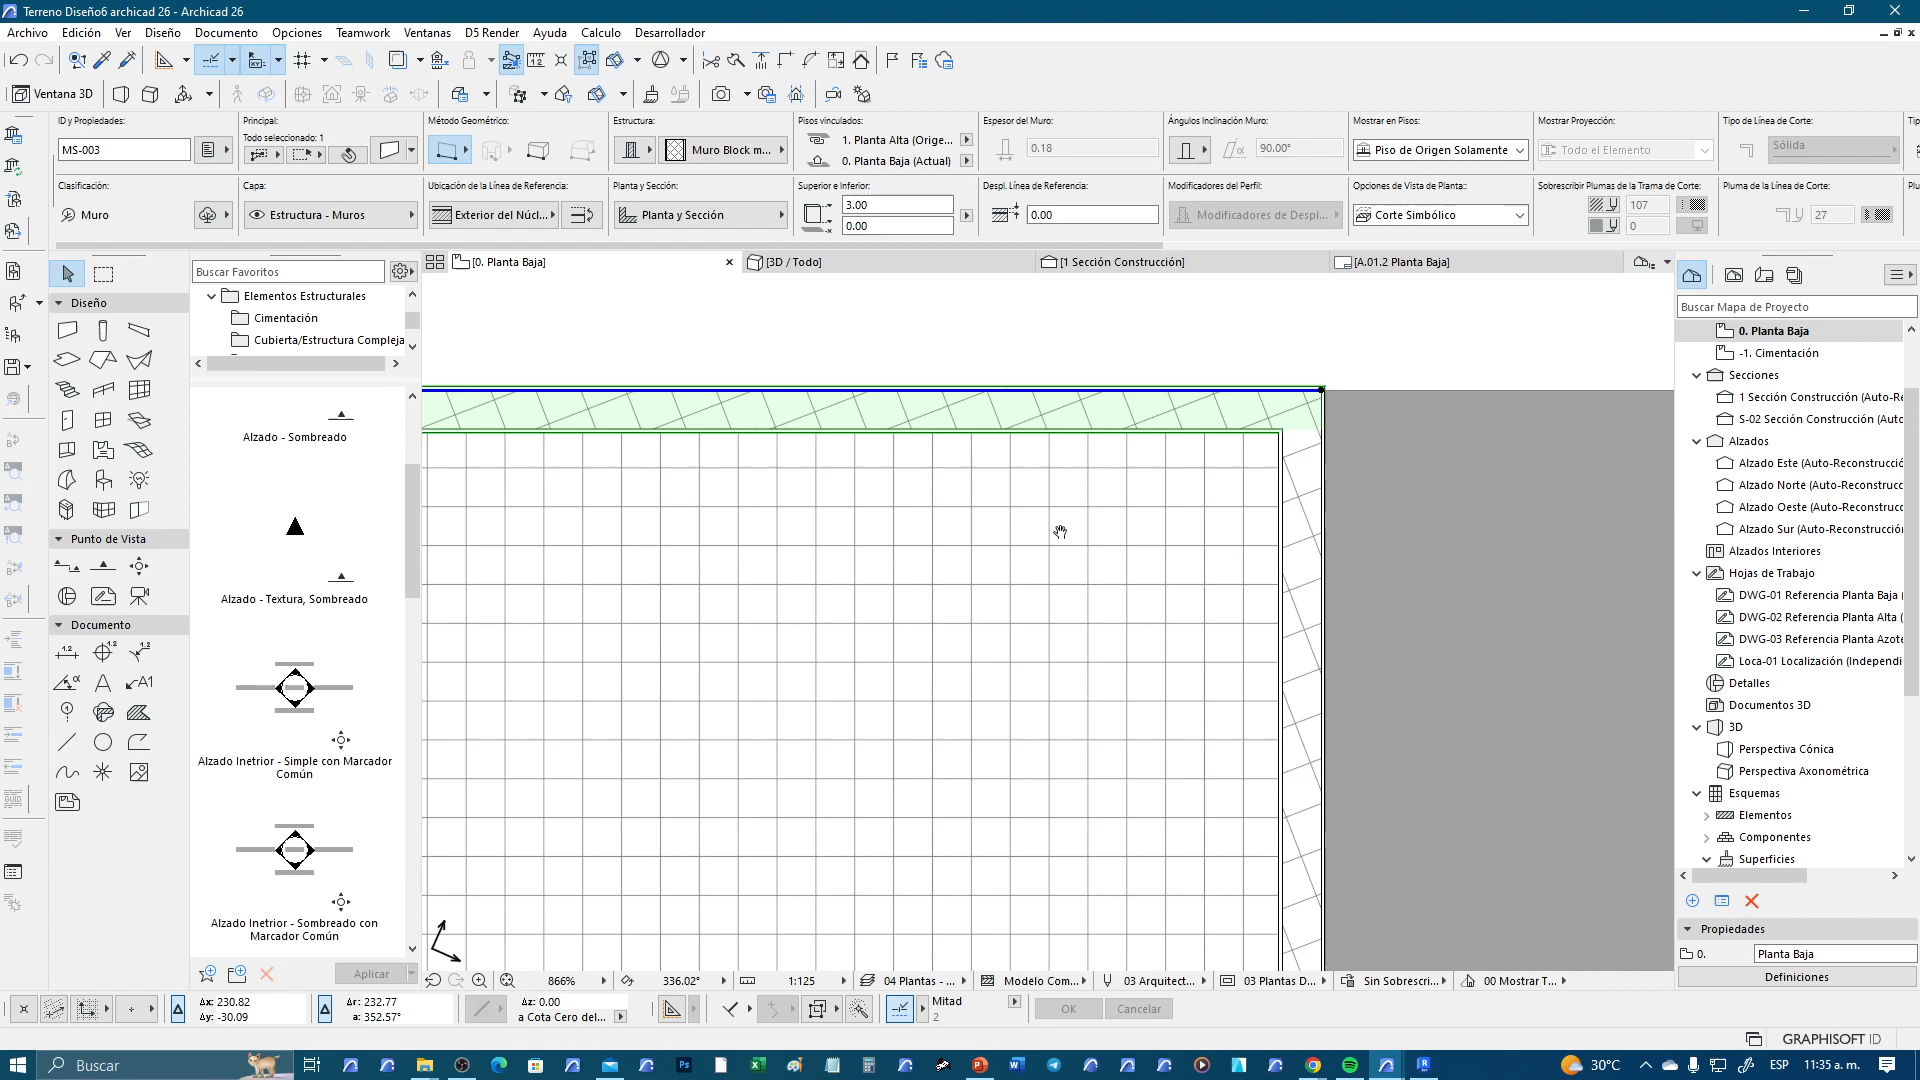 Terreno Diseño6 archicad 26 - Archicad 26
Archivo Edición Ver Diseño Documento Opciones Teamwork Ventanas D5 Render Ayuda Calculo Desarrollador
Ventana 3D
ID y Propiedades: Principal: Método Geométrico: Estructura: Pisos vinculados: Espesor del Muro: Ángulos Inclinación Muro: Mostrar en Pisos: Mostrar Proyección: Tipo de Línea de Corte:
Todo seleccionado: 1
MS-003 Muro Block m... 1. Planta Alta (Orige... 0.18 90.00° Piso de Origen Solamente Todo el Elemento Sólida
0. Planta Baja (Actual)
Clasificación: Capa: Ubicación de la Línea de Referencia: Planta y Sección: Superior e Inferior: Despl. Línea de Referencia: Modificadores del Perfil: Opciones de Vista de Planta:: Sobrescribir Plumas de la Trama de Corte: Pluma de la Línea de Corte:
Muro Estructura - Muros Exterior del Núcl... Planta y Sección 3.00 0.00 Modificadores de Despl... Corte Simbólico 107 27
0.00 0
Buscar Favoritos
[0. Planta Baja] [3D / Todo] [1 Sección Construcción] [A.01.2 Planta Baja]
Diseño
Elementos Estructurales
Cimentación
Cubierta/Estructura Compleja
Alzado - Sombreado
Punto de Vista
Alzado - Textura, Sombreado
Documento
Alzado Inetrior - Simple con Marcador
Común
Alzado Inetrior - Sombreado con
Marcador Común
Aplicar
Buscar Mapa de Proyecto
0. Planta Baja
-1. Cimentación
Secciones
1 Sección Construcción (Auto-Re
S-02 Sección Construcción (Auto
Alzados
Alzado Este (Auto-Reconstrucció
Alzado Norte (Auto-Reconstrucc
Alzado Oeste (Auto-Reconstrucc
Alzado Sur (Auto-Reconstrucció
Alzados Interiores
Hojas de Trabajo
DWG-01 Referencia Planta Baja (
DWG-02 Referencia Planta Alta (
DWG-03 Referencia Planta Azote
Loca-01 Localización (Independi
Detalles
Documentos 3D
3D
Perspectiva Cónica
Perspectiva Axonométrica
Esquemas
Elementos
Componentes
Superficies
Propiedades
0. Planta Baja
Definiciones
866% 336.02° 1:125 04 Plantas - ... Modelo Com... 03 Arquitect... 03 Plantas D... Sin Sobrescri... 00 Mostrar T...
Δx: 230.82 Δr: 232.77 Δz: 0.00 Mitad
Δy: -30.09 a: 352.57° a Cota Cero del... 2 OK Cancelar
GRAPHISOFT ID
Buscar 30°C ESP 11:35 a. m.